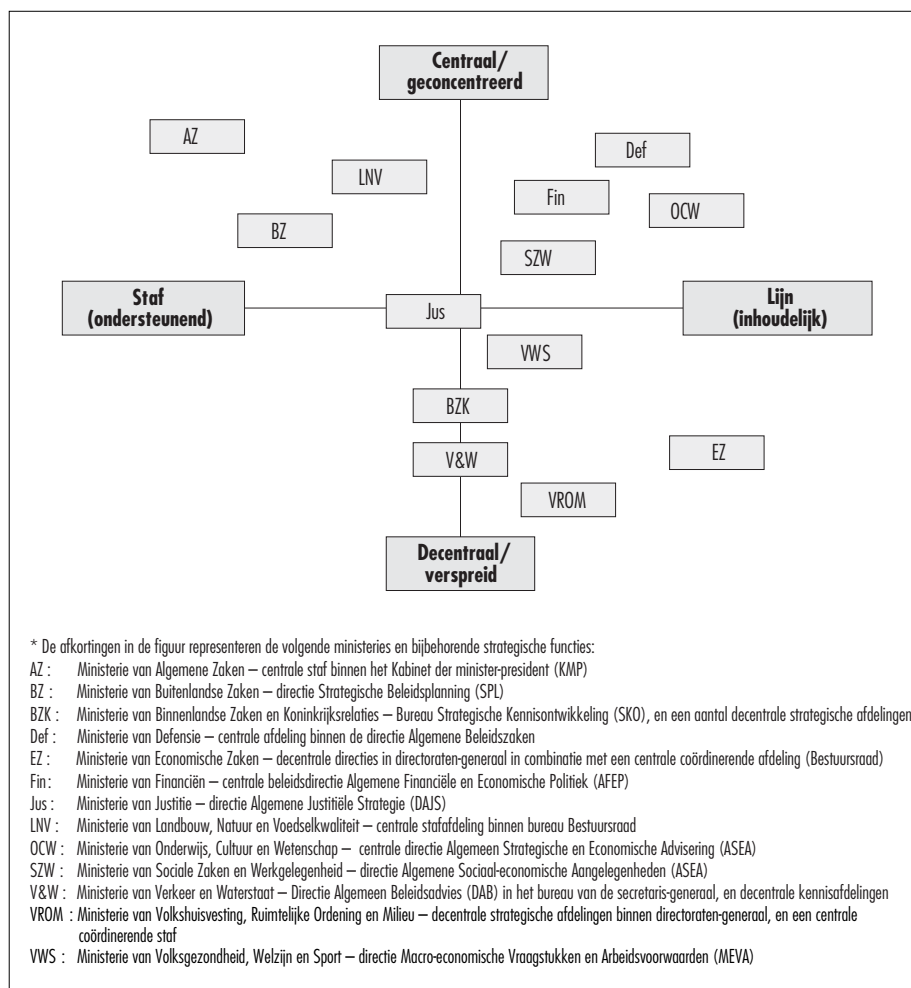 Centraal/
geconcentreerd
AZ
Def
LNV
Fin
OCW
BZ
SZW
Staf
(ondersteunend)
Jus
Lijn
(inhoudelijk)
VWS
BZK
EZ
V&W
VROM
Decentraal/
verspreid
* De afkortingen in de figuur representeren de volgende ministeries en bijbehorende strategische functies:
AZ : Ministerie van Algemene Zaken – centrale staf binnen het Kabinet der minister-president (KMP)
BZ : Ministerie van Buitenlandse Zaken – directie Strategische Beleidsplanning (SPL)
BZK : Ministerie van Binnenlandse Zaken en Koninkrijksrelaties – Bureau Strategische Kennisontwikkeling (SKO), en een aantal decentrale strategische afdelingen
Def : Ministerie van Defensie – centrale afdeling binnen de directie Algemene Beleidszaken
EZ : Ministerie van Economische Zaken – decentrale directies in directoraten-generaal in combinatie met een centrale coördinerende afdeling (Bestuursraad)
Fin : Ministerie van Financiën – centrale beleidsdirectie Algemene Financiële en Economische Politiek (AFEP)
Jus : Ministerie van Justitie – directie Algemene Justitiële Strategie (DAJS)
LNV : Ministerie van Landbouw, Natuur en Voedselkwaliteit – centrale stafafdeling binnen bureau Bestuursraad
OCW : Ministerie van Onderwijs, Cultuur en Wetenschap – centrale directie Algemeen Strategische en Economische Advisering (ASEA)
SZW : Ministerie van Sociale Zaken en Werkgelegenheid – directie Algemene Sociaal-economische Aangelegenheden (ASEA)
V&W : Ministerie van Verkeer en Waterstaat – Directie Algemeen Beleidsadvies (DAB) in het bureau van de secretaris-generaal, en decentrale kennisafdelingen
VROM : Ministerie van Volkshuisvesting, Ruimtelijke Ordening en Milieu – decentrale strategische afdelingen binnen directoraten-generaal, en een centrale
coördinerende staf
VWS : Ministerie van Volksgezondheid, Welzijn en Sport – directie Macro-economische Vraagstukken en Arbeidsvoorwaarden (MEVA)